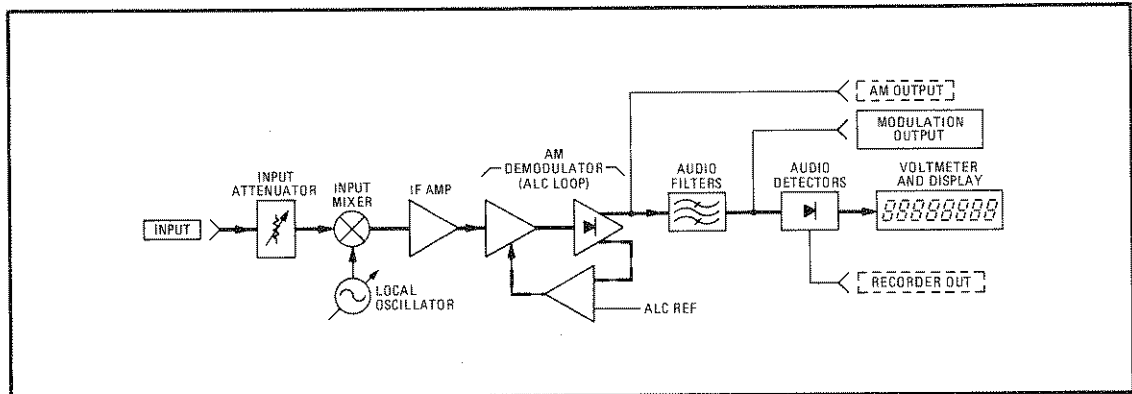 AM OUTPUT
MODULATION
OUTPUT
AM
DEMODULATOR
(ALC LOOP)
AUDIO
FILTERS
AUDIO
DETECTORS
VOLTMETER
AND DISPLAY
INPUT
ATTENUATOR
INPUT
MIXER
IF AMP
INPUT
88888888
LOCAL
OSCILLATOR
ALC REF
RECORDER OUT